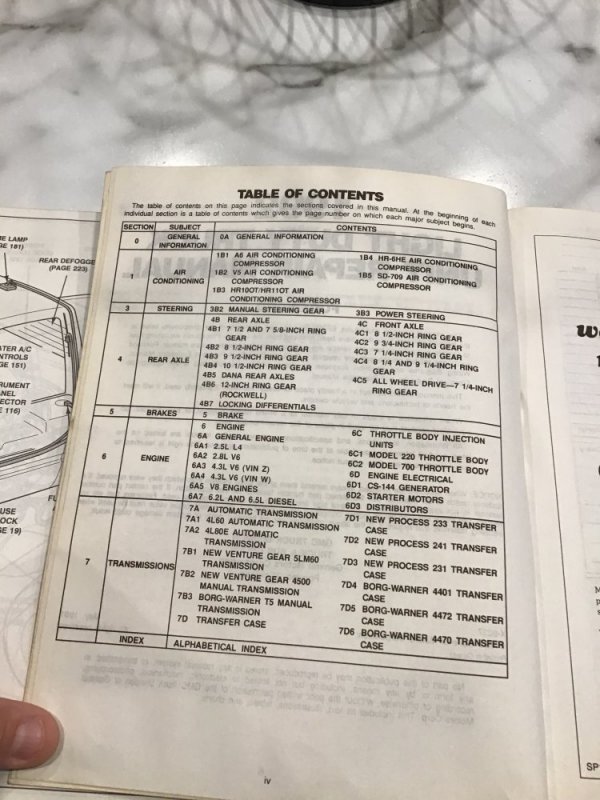 TABLE OF CONTENTS
The table of contents on this page indicates the sections covered in this manual. At the beginning of each
individual section is a table of contents which gives the page number on which each major subject begins.
SECTION SUBJECT CONTENTS
0 GENERAL INFORMATION 0A GENERAL INFORMATION
1 AIR CONDITIONING
1B1 A6 AIR CONDITIONING
COMPRESSOR
1B2 V5 AIR CONDITIONING
COMPRESSOR
1B3 HR10OT/HR11OT AIR
CONDITIONING COMPRESSOR
1B4 HR-6HE AIR CONDITIONING
COMPRESSOR
1B5 SD-709 AIR CONDITIONING
COMPRESSOR
3 STEERING 3B2 MANUAL STEERING GEAR 3B3 POWER STEERING
4 REAR AXLE
4B REAR AXLE
4B1 7 1/2 AND 7 5/8-INCH RING
GEAR
4B2 8 1/2-INCH RING GEAR
4B3 9 1/2-INCH RING GEAR
4B4 10 1/2-INCH RING GEAR
4B5 DANA REAR AXLES
4B6 12-INCH RING GEAR
(ROCKWELL)
4B7 LOCKING DIFFERENTIALS
4C FRONT AXLE
4C1 8 1/2-INCH RING GEAR
4C2 9 3/4-INCH RING GEAR
4C3 7 1/4-INCH RING GEAR
4C4 8 1/4 AND 9 1/4-INCH RING
GEAR
4C5 ALL WHEEL DRIVE—7 1/4-INCH
RING GEAR
5 BRAKES 5 BRAKE
6 ENGINE
6 ENGINE
6A GENERAL ENGINE
6A1 2.5L L4
6A2 2.8L V6
6A3 4.3L V6 (VIN Z)
6A4 4.3L V6 (VIN W)
6A5 V8 ENGINES
6A7 6.2L AND 6.5L DIESEL
6C THROTTLE BODY INJECTION
UNITS
6C1 MODEL 220 THROTTLE BODY
6C2 MODEL 700 THROTTLE BODY
6D ENGINE ELECTRICAL
6D1 CS-144 GENERATOR
6D2 STARTER MOTORS
6D3 DISTRIBUTORS
7 TRANSMISSIONS
7A AUTOMATIC TRANSMISSION
7A1 4L60 AUTOMATIC TRANSMISSION
7A2 4L80E AUTOMATIC
TRANSMISSION
7B1 NEW VENTURE GEAR 5LM60
TRANSMISSION
7B2 NEW VENTURE GEAR 4500
MANUAL TRANSMISSION
7B3 BORG-WARNER T5 MANUAL
TRANSMISSION
7D TRANSFER CASE
7D1 NEW PROCESS 233 TRANSFER
CASE
7D2 NEW PROCESS 241 TRANSFER
CASE
7D3 NEW PROCESS 231 TRANSFER
CASE
7D4 BORG-WARNER 4401 TRANSFER
CASE
7D5 BORG-WARNER 4472 TRANSFER
CASE
7D6 BORG-WARNER 4470 TRANSFER
CASE
INDEX ALPHABETICAL INDEX
iv
LAMP
181)
REAR DEFOGGE
(PAGE 223)
A/C
151)
116)
19)
SP